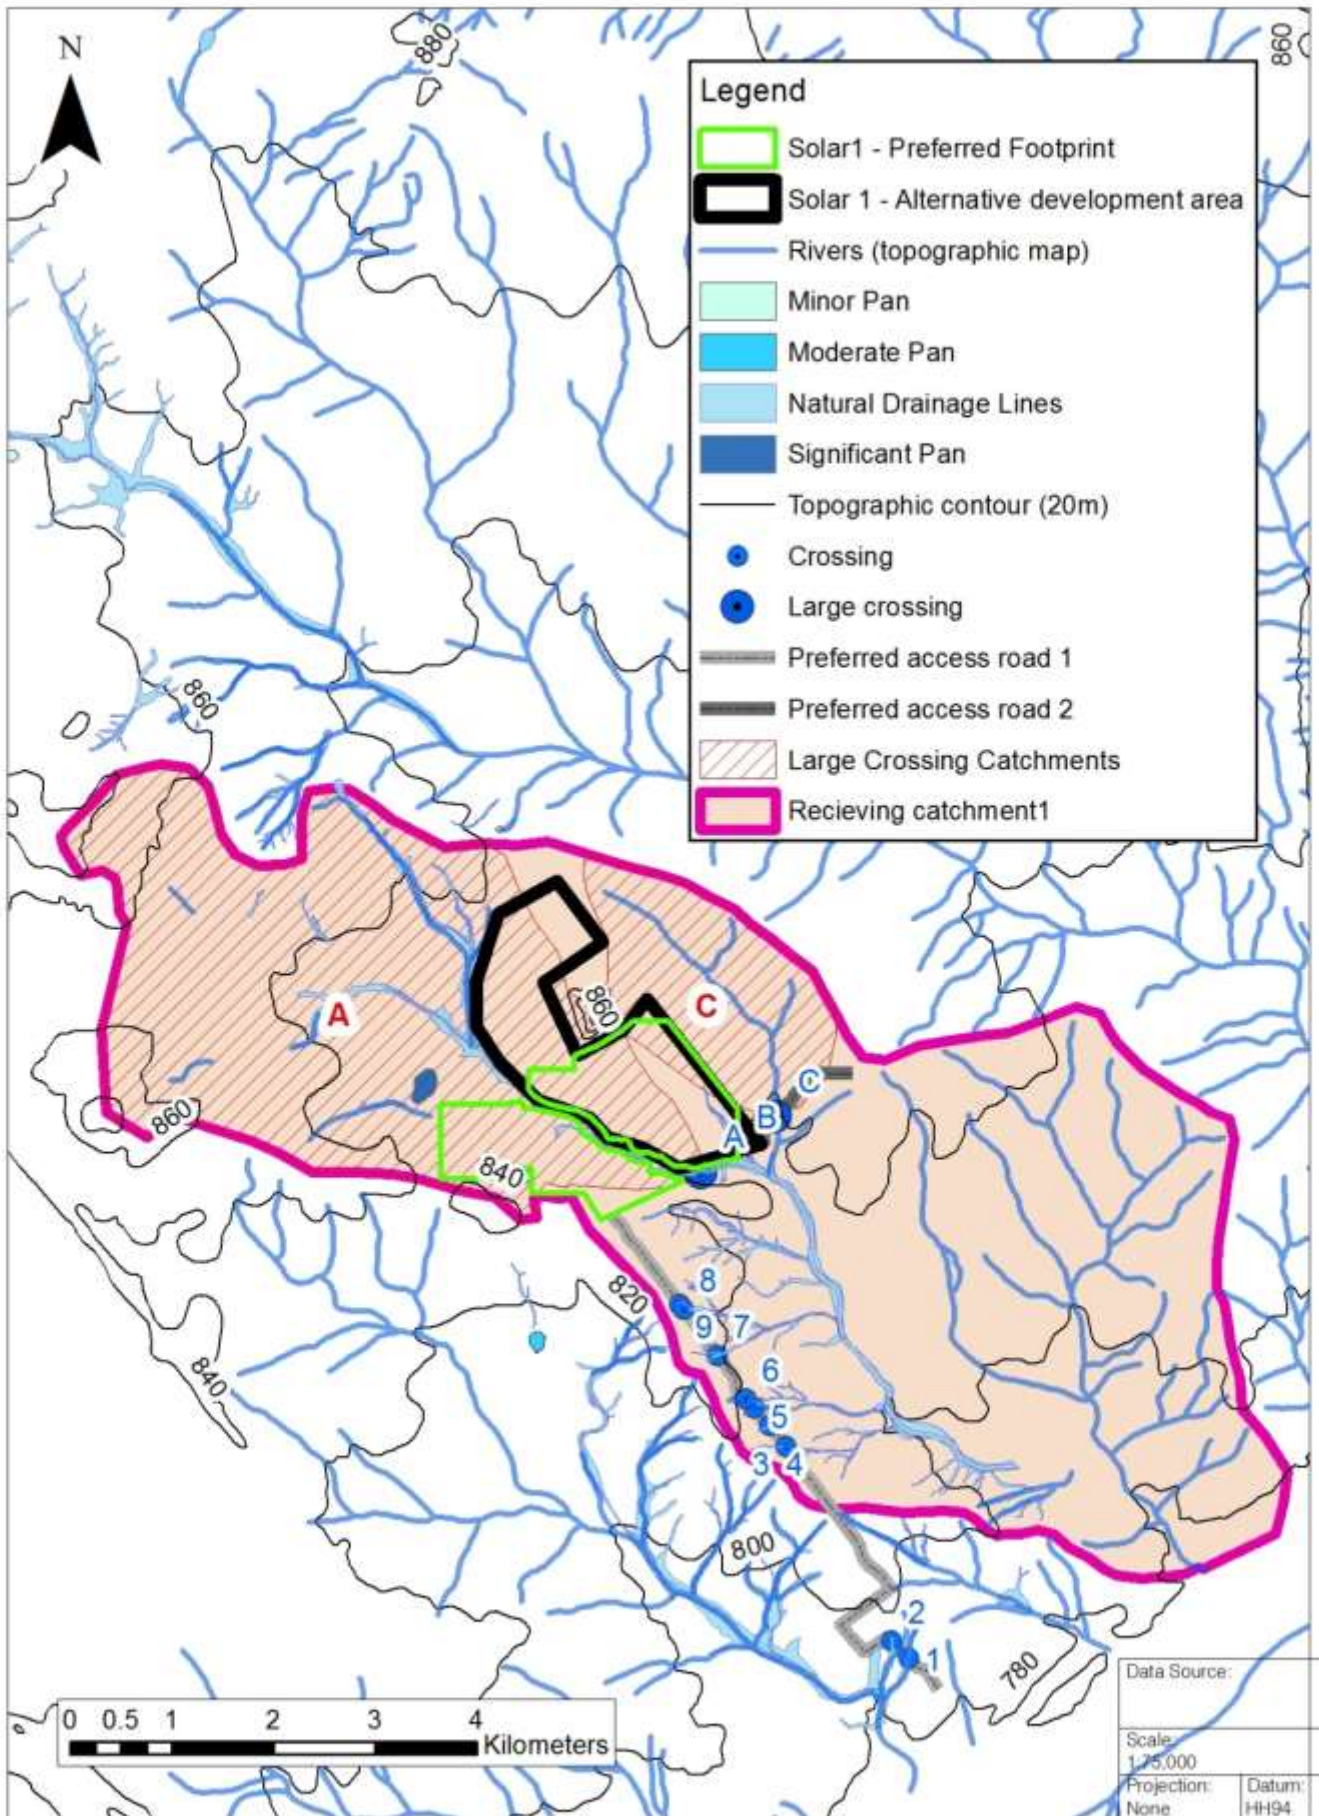 N
880
860
Legend
Solar1 - Preferred Footprint
Solar 1 - Alternative development area
Rivers (topographic map)
Minor Pan
Moderate Pan
Natural Drainage Lines
Significant Pan
Topographic contour (20m)
Crossing
Large crossing
Preferred access road 1
Preferred access road 2
Large Crossing Catchments
Recieving catchment1
860
860
C
A
C
B
A
860
840
820
8
9 7
6
5
3 4
840
800
2
1
780
0 0.5 1 2 3 4
Kilometers
Data Source:
Scale:
1:75,000
Projection:
None
Datum:
HH94